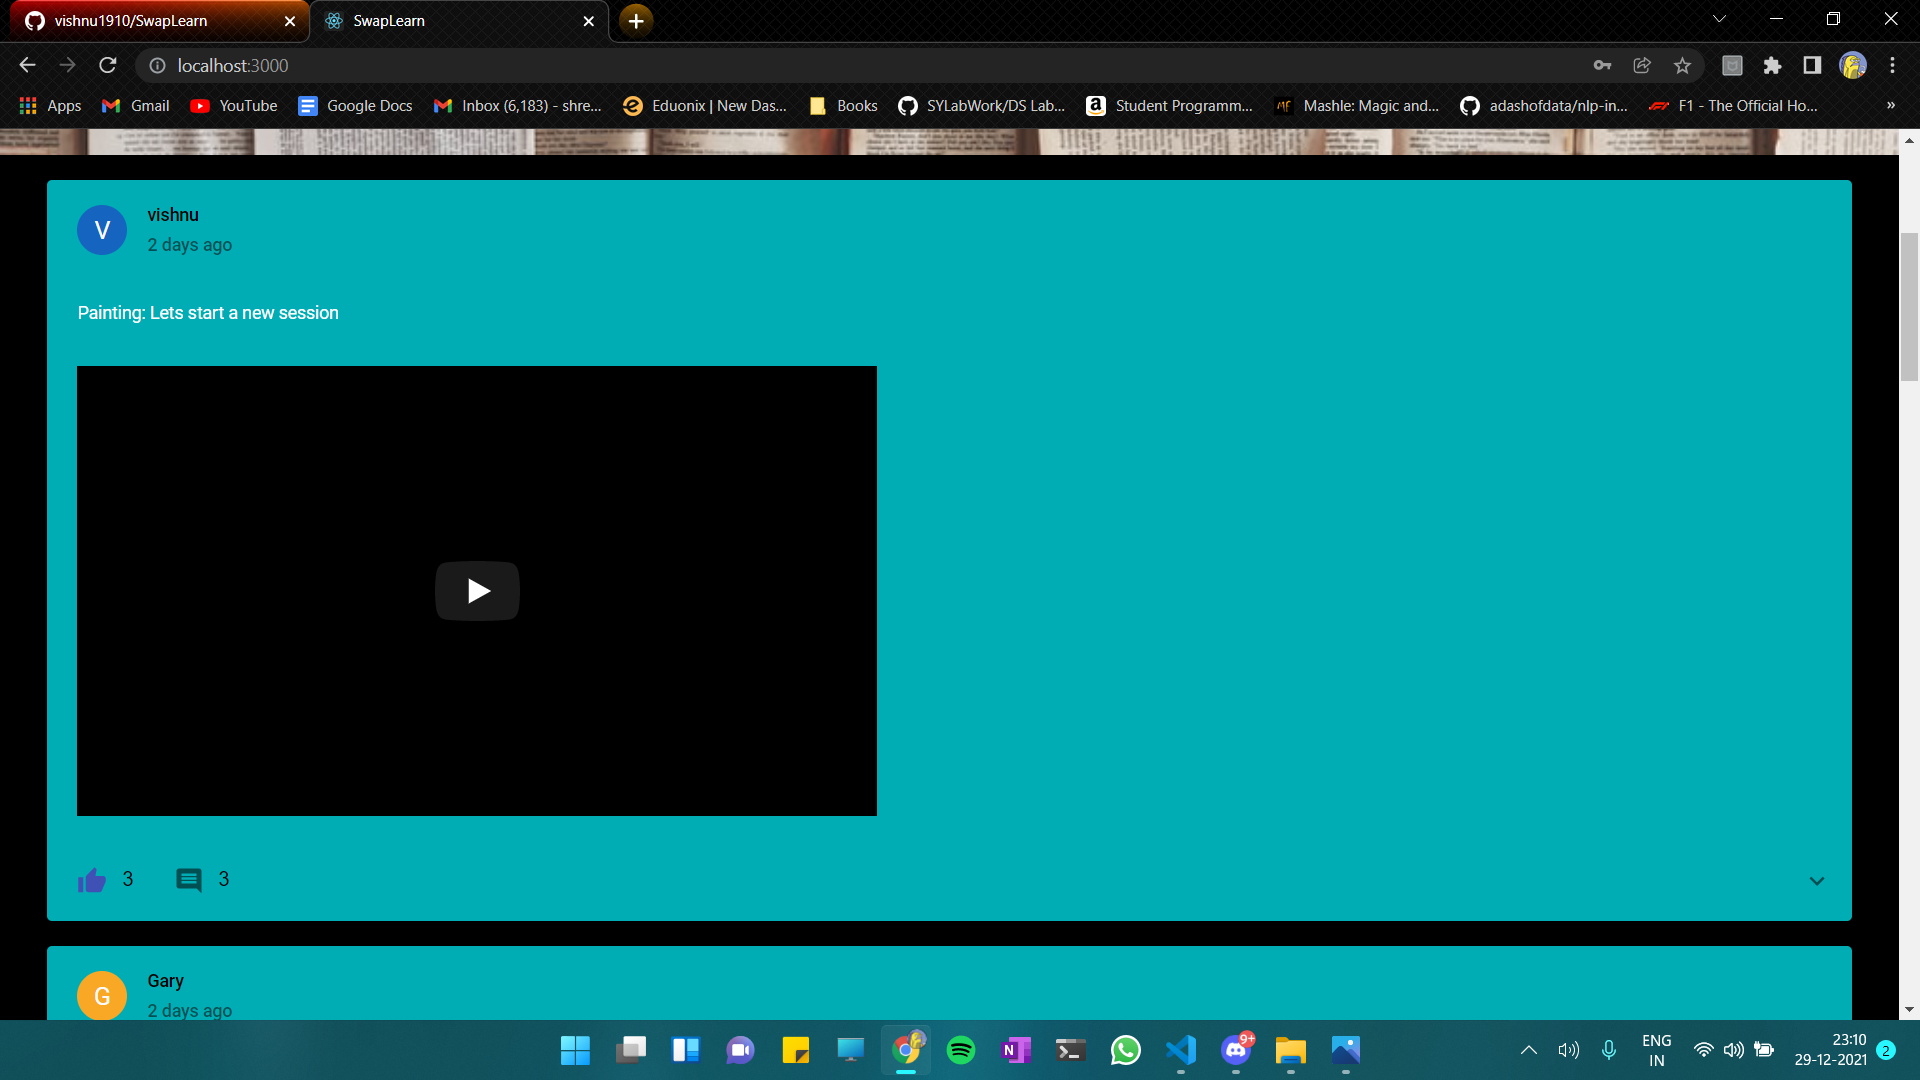 vishnu1910/SwapLearn
SwapLearn
localhost:3000
Apps
Gmail
YouTube
Google Docs
Inbox (6,183) - shre...
Eduonix | New Das...
Books
SYLabWork/DS Lab...
Student Programm...
Mashle: Magic and...
adashofdata/nlp-in...
F1 - The Official Ho...
»
V
vishnu
2 days ago
Painting: Lets start a new session
3
3
G
Gary
2 days ago
9+
ENG
IN
23:10
29-12-2021
2